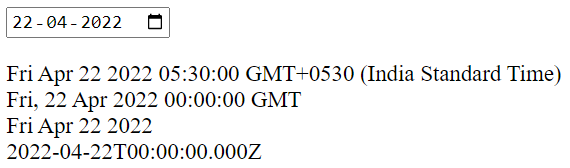 22-04-2022
Fri Apr 22 2022 05:30:00 GMT+0530 (India Standard Time)
Fri, 22 Apr 2022 00:00:00 GMT
Fri Apr 22 2022
2022-04-22T00:00:00.000Z